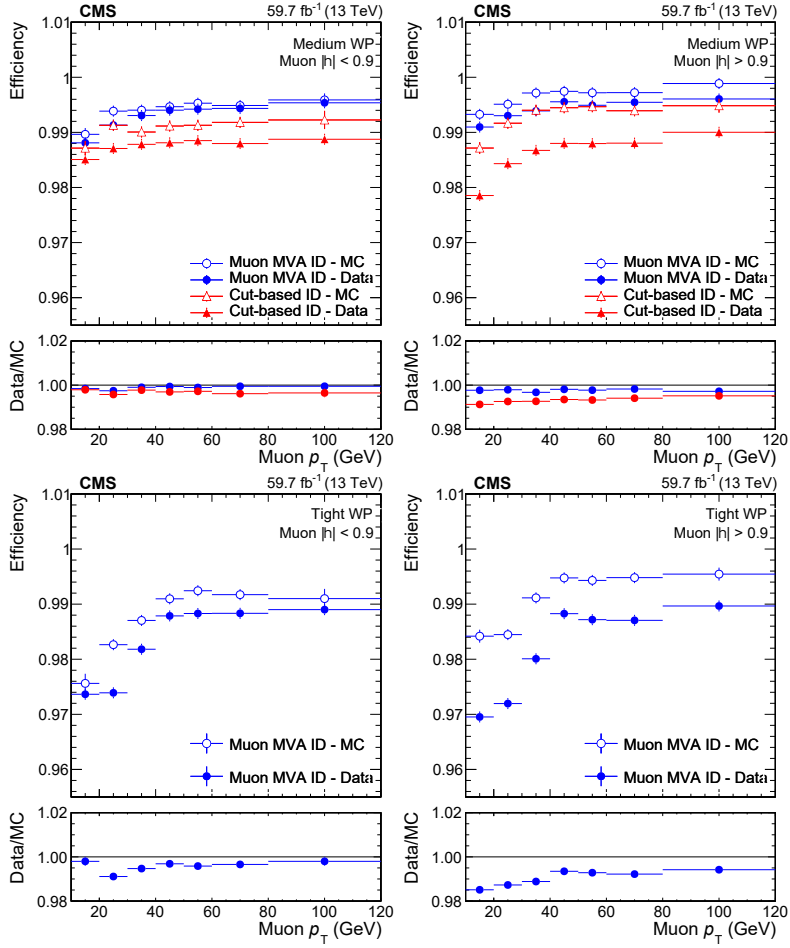 CMS 59.7 fb⁻¹ (13 TeV)
Efficiency
1.01
1
0.99
0.98
0.97
0.96
Medium WP
Muon |h| < 0.9
Muon MVA ID - MC
Muon MVA ID - Data
Cut-based ID - MC
Cut-based ID - Data
Data/MC
1.02
1.00
0.98
20 40 60 80 100 120
Muon p_T (GeV)
CMS 59.7 fb⁻¹ (13 TeV)
Efficiency
1.01
1
0.99
0.98
0.97
0.96
Medium WP
Muon |h| > 0.9
Muon MVA ID - MC
Muon MVA ID - Data
Cut-based ID - MC
Cut-based ID - Data
Data/MC
1.02
1.00
0.98
20 40 60 80 100 120
Muon p_T (GeV)
CMS 59.7 fb⁻¹ (13 TeV)
Efficiency
1.01
1
0.99
0.98
0.97
0.96
Tight WP
Muon |h| < 0.9
Muon MVA ID - MC
Muon MVA ID - Data
Data/MC
1.02
1.00
0.98
20 40 60 80 100 120
Muon p_T (GeV)
CMS 59.7 fb⁻¹ (13 TeV)
Efficiency
1.01
1
0.99
0.98
0.97
0.96
Tight WP
Muon |h| > 0.9
Muon MVA ID - MC
Muon MVA ID - Data
Data/MC
1.02
1.00
0.98
20 40 60 80 100 120
Muon p_T (GeV)